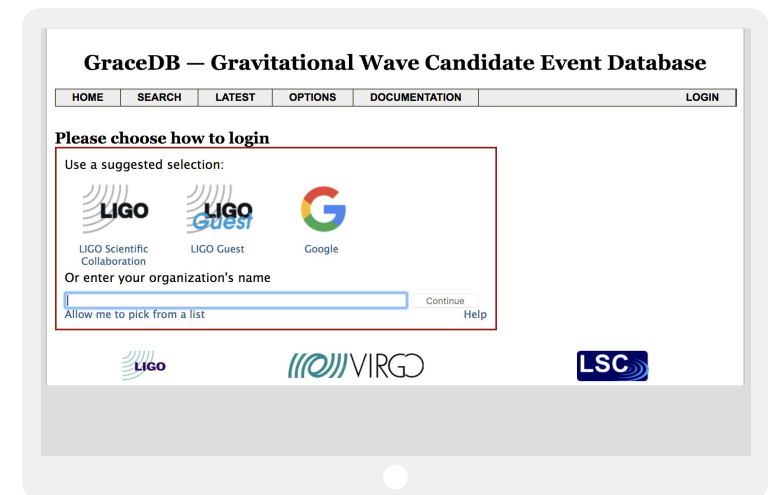 GraceDB — Gravitational Wave Candidate Event Database
HOME SEARCH LATEST OPTIONS DOCUMENTATION LOGIN
Please choose how to login
Use a suggested selection:
LIGO LIGO Guest G
LIGO Scientific Collaboration
LIGO Guest
Google
Or enter your organization's name
Continue
Allow me to pick from a list Help
LIGO VIRGO LSC